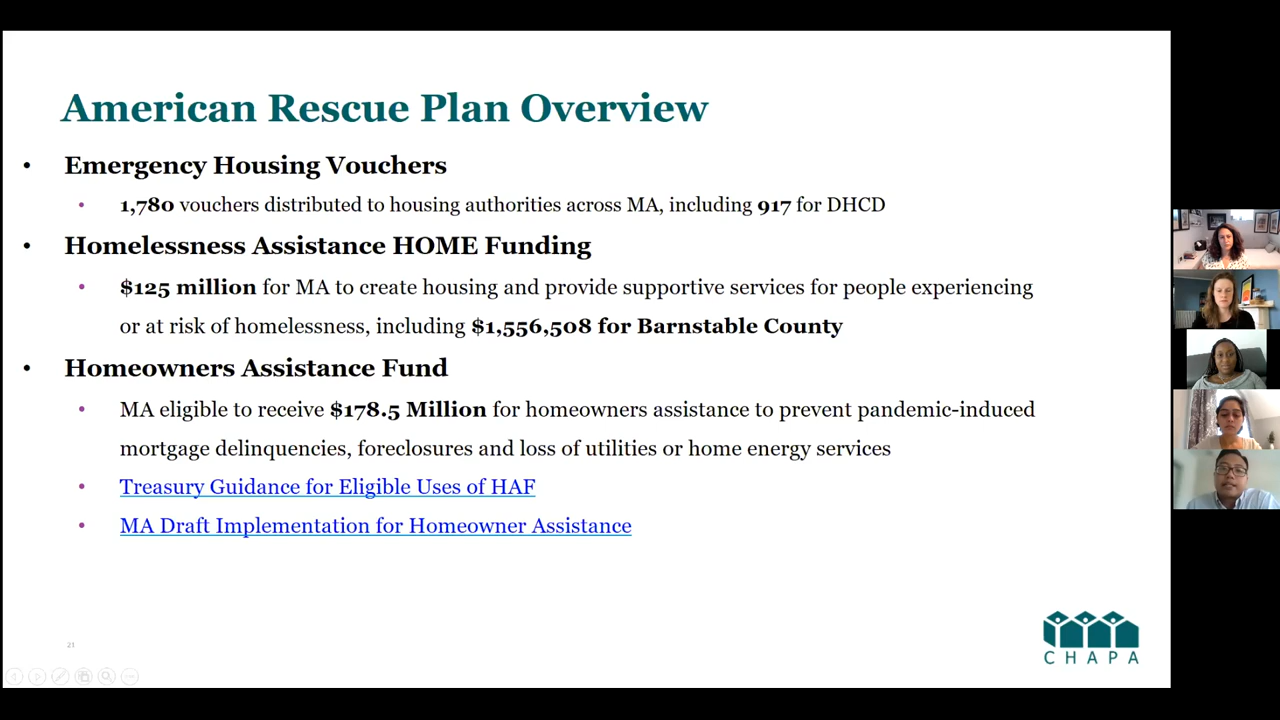 American Rescue Plan Overview
• Emergency Housing Vouchers
• 1,780 vouchers distributed to housing authorities across MA, including 917 for DHCD
• Homelessness Assistance HOME Funding
• $125 million for MA to create housing and provide supportive services for people experiencing
or at risk of homelessness, including $1,556,508 for Barnstable County
• Homeowners Assistance Fund
• MA eligible to receive $178.5 Million for homeowners assistance to prevent pandemic-induced
mortgage delinquencies, foreclosures and loss of utilities or home energy services
• Treasury Guidance for Eligible Uses of HAF
• MA Draft Implementation for Homeowner Assistance
21
CHAPA